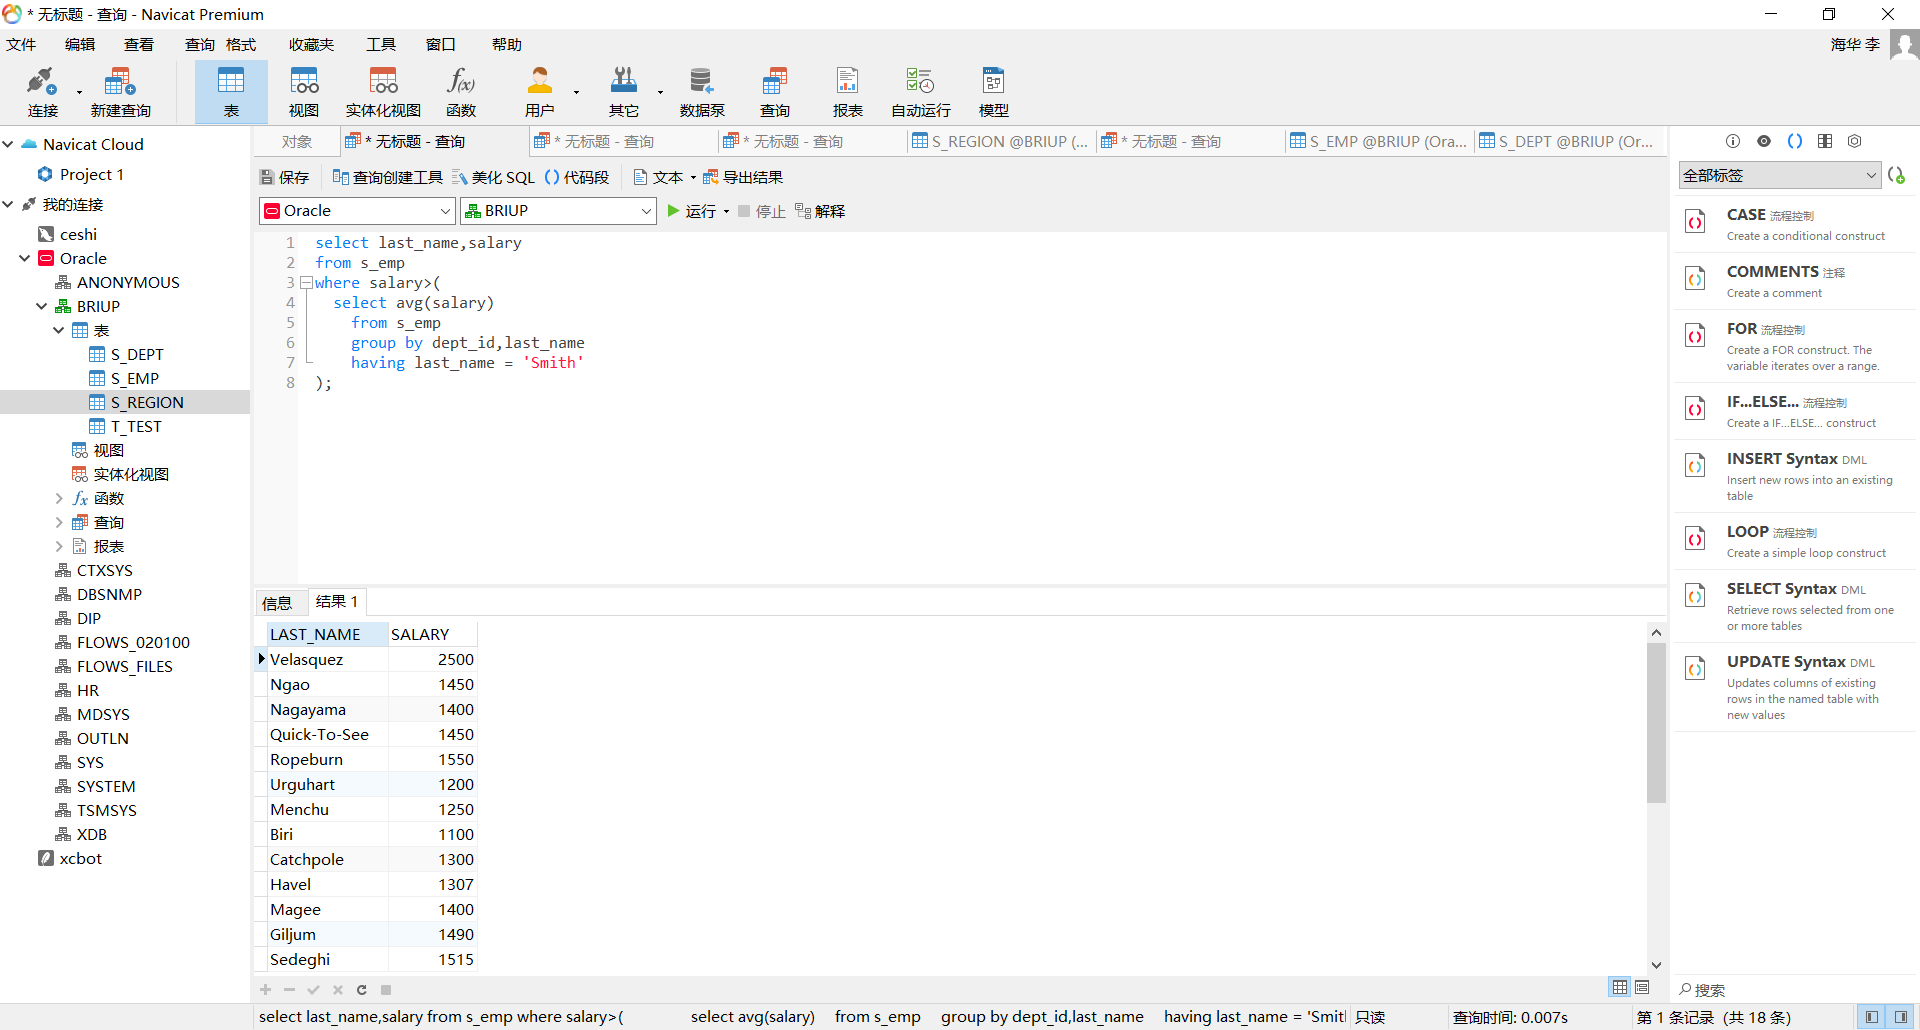 * 无标题 - 查询 - Navicat Premium
文件 编辑 查看 查询 格式 收藏夹 工具 窗口 帮助 海华 李
连接 新建查询 表 视图 实体化视图 函数 用户 其它 数据泵 查询 报表 自动运行 模型
对象 * 无标题 - 查询 * 无标题 - 查询 * 无标题 - 查询 S_REGION @BRIUP (... * 无标题 - 查询 S_EMP @BRIUP (Ora... S_DEPT @BRIUP (Or...
保存 查询创建工具 美化 SQL () 代码段 文本 导出结果
Oracle BRIUP 运行 停止 解释
1 select last_name,salary
2 from s_emp
3 where salary>(
4 select avg(salary)
5 from s_emp
6 group by dept_id,last_name
7 having last_name = 'Smith'
8 );
Navicat Cloud
Project 1
我的连接
ceshi
Oracle
ANONYMOUS
BRIUP
表
S_DEPT
S_EMP
S_REGION
T_TEST
视图
实体化视图
fx 函数
查询
报表
CTXSYS
DBSNMP
DIP
FLOWS_020100
FLOWS_FILES
HR
MDSYS
OUTLN
SYS
SYSTEM
TSMSYS
XDB
xcbot
信息 结果 1
LAST_NAME SALARY
Velasquez 2500
Ngao 1450
Nagayama 1400
Quick-To-See 1450
Ropeburn 1550
Urguhart 1200
Menchu 1250
Biri 1100
Catchpole 1300
Havel 1307
Magee 1400
Giljum 1490
Sedeghi 1515
全部标签
CASE 流程控制
Create a conditional construct
COMMENTS 注释
Create a comment
FOR 流程控制
Create a FOR construct. The
variable iterates over a range.
IF...ELSE... 流程控制
Create a IF...ELSE... construct
INSERT Syntax DML
Insert new rows into an existing
table
LOOP 流程控制
Create a simple loop construct
SELECT Syntax DML
Retrieve rows selected from one
or more tables
UPDATE Syntax DML
Updates columns of existing
rows in the named table with
new values
搜索
select last_name,salary from s_emp where salary>( select avg(salary) from s_emp group by dept_id,last_name having last_name = 'Smit 只读 查询时间: 0.007s 第 1 条记录 (共 18 条)